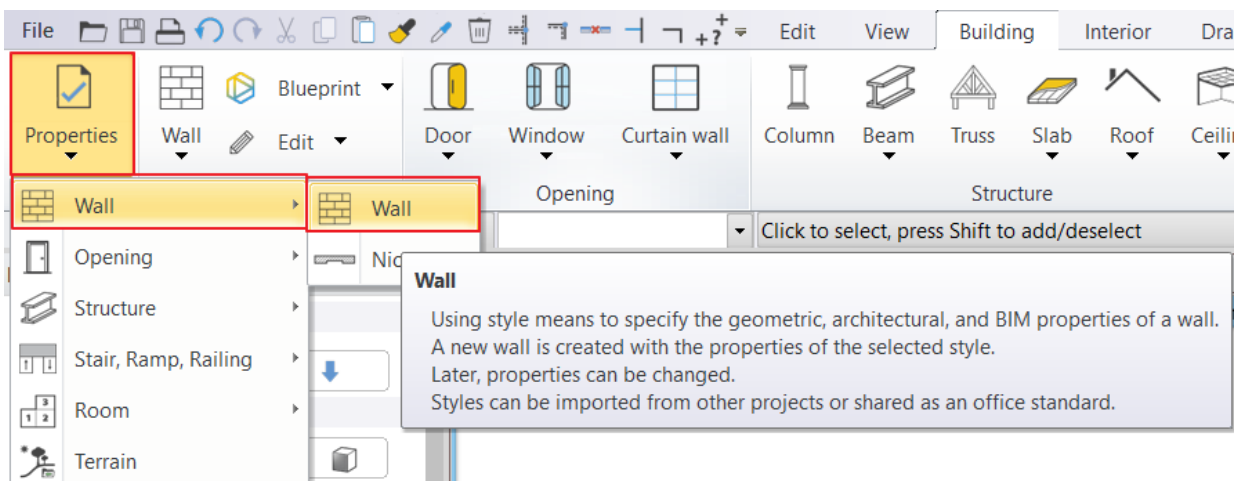 File Edit View Building Interior Dra
Properties Wall Blueprint Edit Door Window Curtain wall Column Beam Truss Slab Roof Ceilin
Opening Structure
Wall Wall
Click to select, press Shift to add/deselect
Opening Nic
Structure
Stair, Ramp, Railing
Room
Terrain
Wall
Using style means to specify the geometric, architectural, and BIM properties of a wall.
A new wall is created with the properties of the selected style.
Later, properties can be changed.
Styles can be imported from other projects or shared as an office standard.